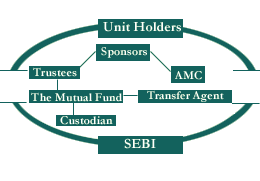 Unit Holders
Sponsors
Trustees
AMC
The Mutual Fund
Transfer Agent
Custodian
SEBI